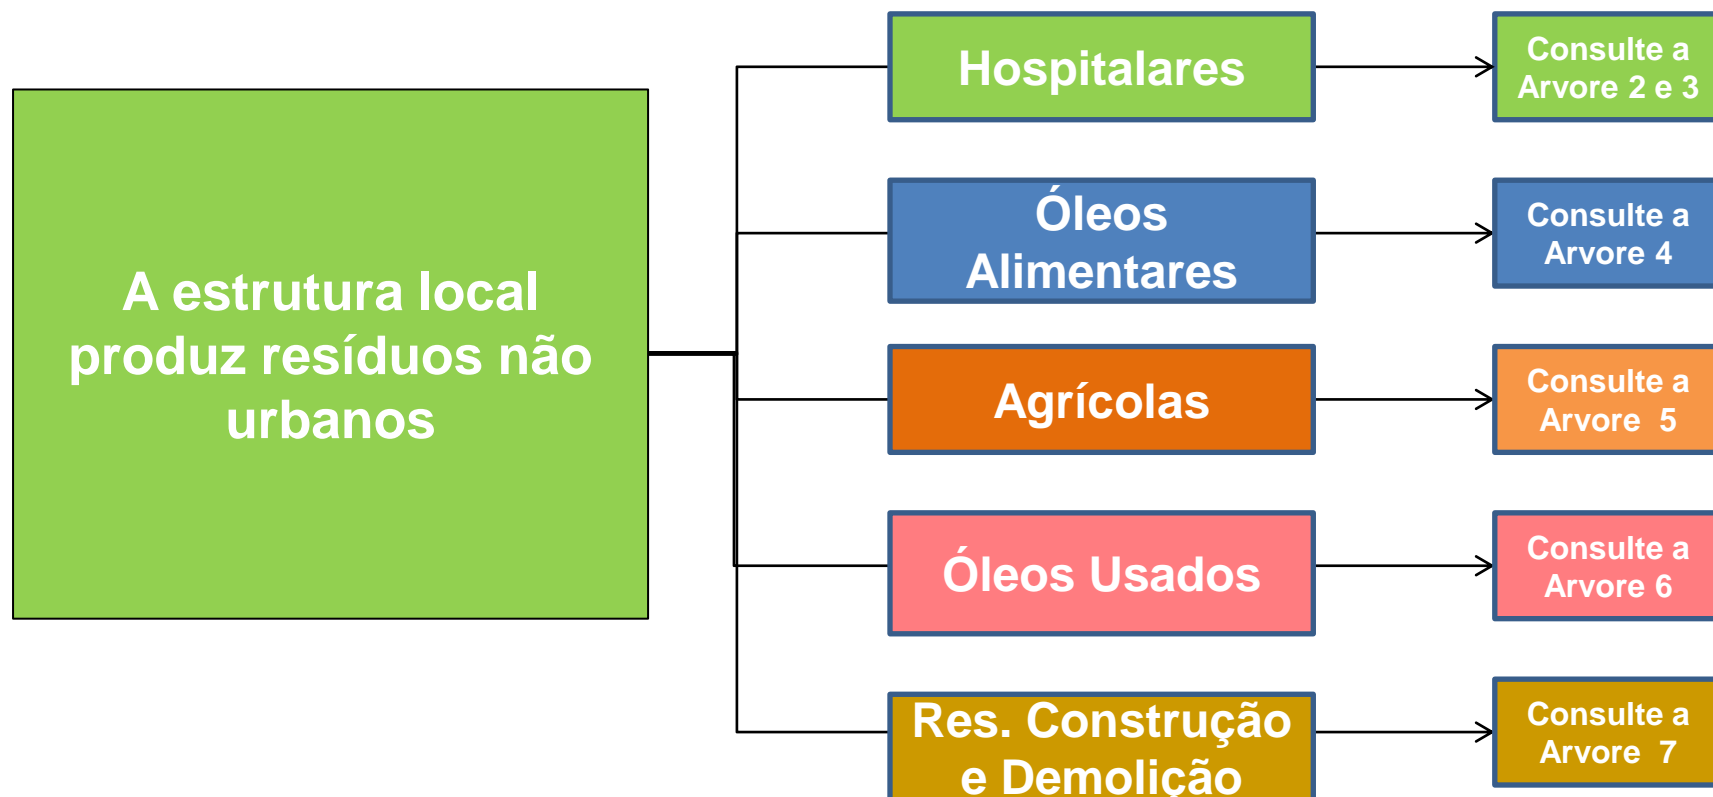 A estrutura local
produz resíduos não
urbanos
Hospitalares
Consulte a
Arvore 2 e 3
Óleos
Alimentares
Consulte a
Arvore 4
Agrícolas
Consulte a
Arvore  5
Óleos Usados
Consulte a
Arvore 6
Res. Construção
e Demolição
Consulte a
Arvore  7